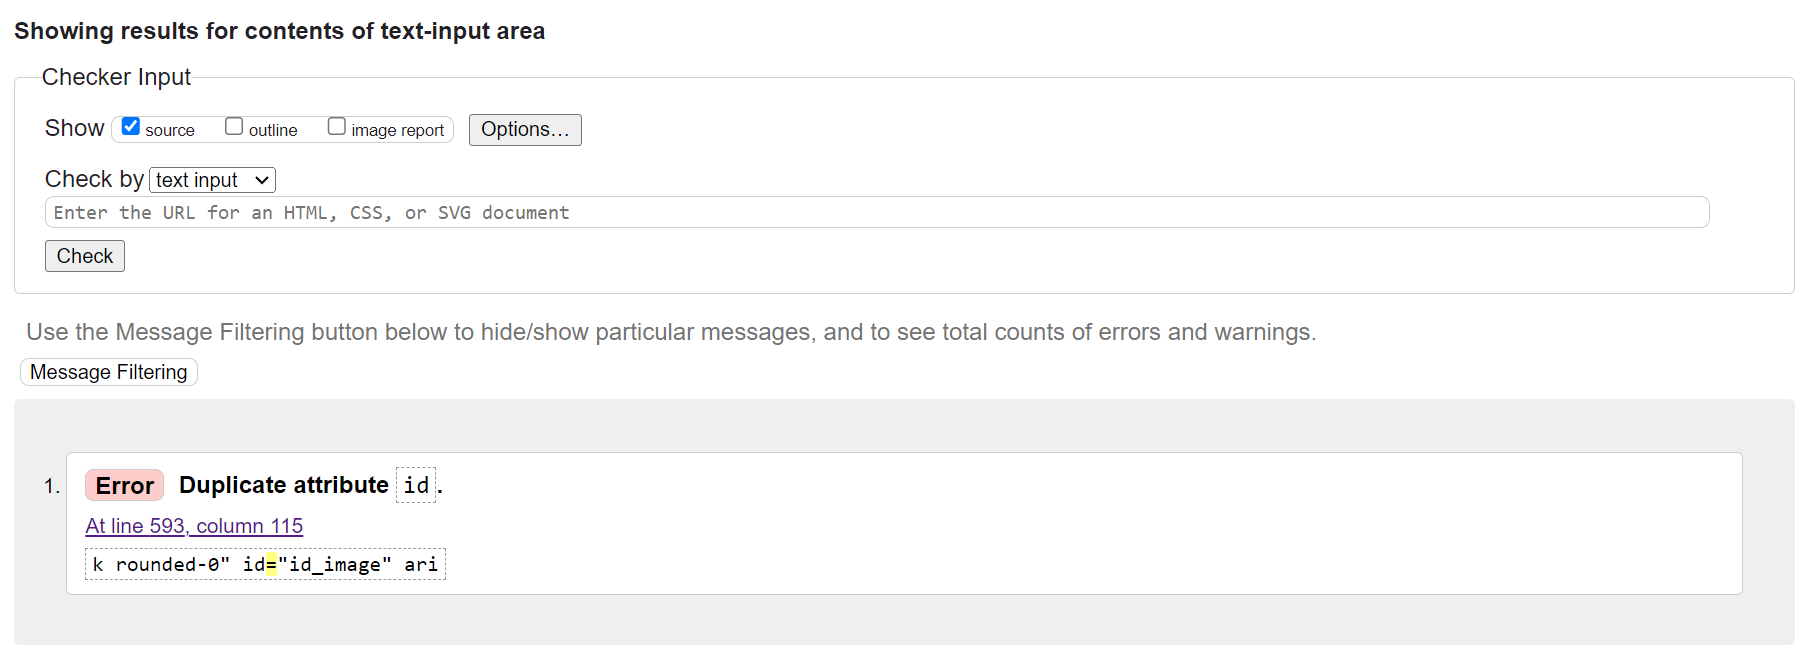 Showing results for contents of text-input area
Checker Input
Show source outline image report Options...
Check by text input
Enter the URL for an HTML, CSS, or SVG document
Check
Use the Message Filtering button below to hide/show particular messages, and to see total counts of errors and warnings.
Message Filtering
1. Error Duplicate attribute id.
At line 593, column 115
k rounded-0" id="id_image" ari